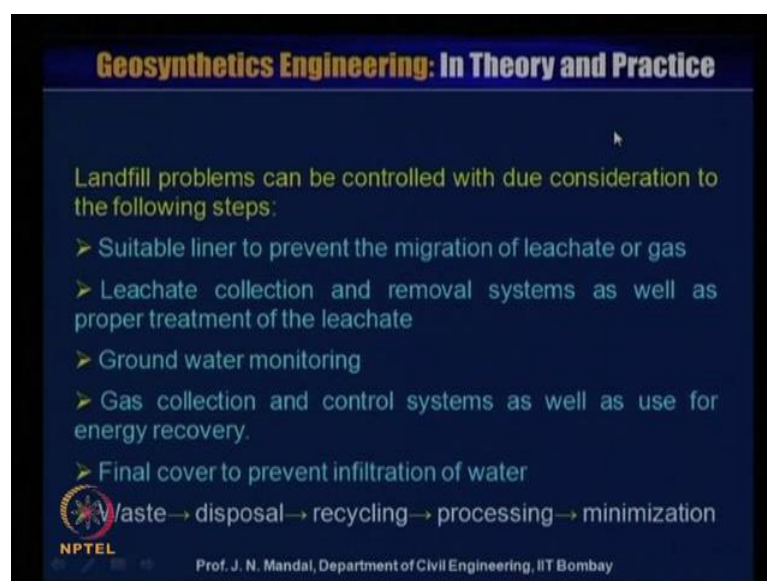 Geosynthetics Engineering: In Theory and Practice
Landfill problems can be controlled with due consideration to
the following steps:
➤ Suitable liner to prevent the migration of leachate or gas
➤ Leachate collection and removal systems as well as
proper treatment of the leachate
➤ Ground water monitoring
➤ Gas collection and control systems as well as use for
energy recovery.
➤ Final cover to prevent infiltration of water
Waste→ disposal→ recycling→ processing→ minimization
NPTEL
Prof. J. N. Mandal, Department of Civil Engineering, IIT Bombay